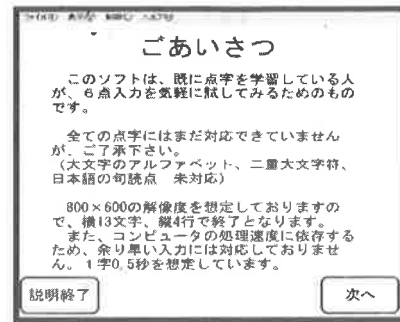 ごあいさつ
このソフトは、既に点字を学習している人
が、6点入力を気軽に試してみるためのもの
です。
全ての点字にはまだ対応できていません
が、ご了承下さい。
(大文字のアルファベット、二重大文字符、
日本語の句読点 未対応)
800×600の解像度を想定しておりますの
で、横13文字、縦4行で終了となります。
また、コンピュータの処理速度に依存する
ため、余り早い入力には対応しておりませ
ん。1字0.5秒を想定しています。
説明終了
次へ